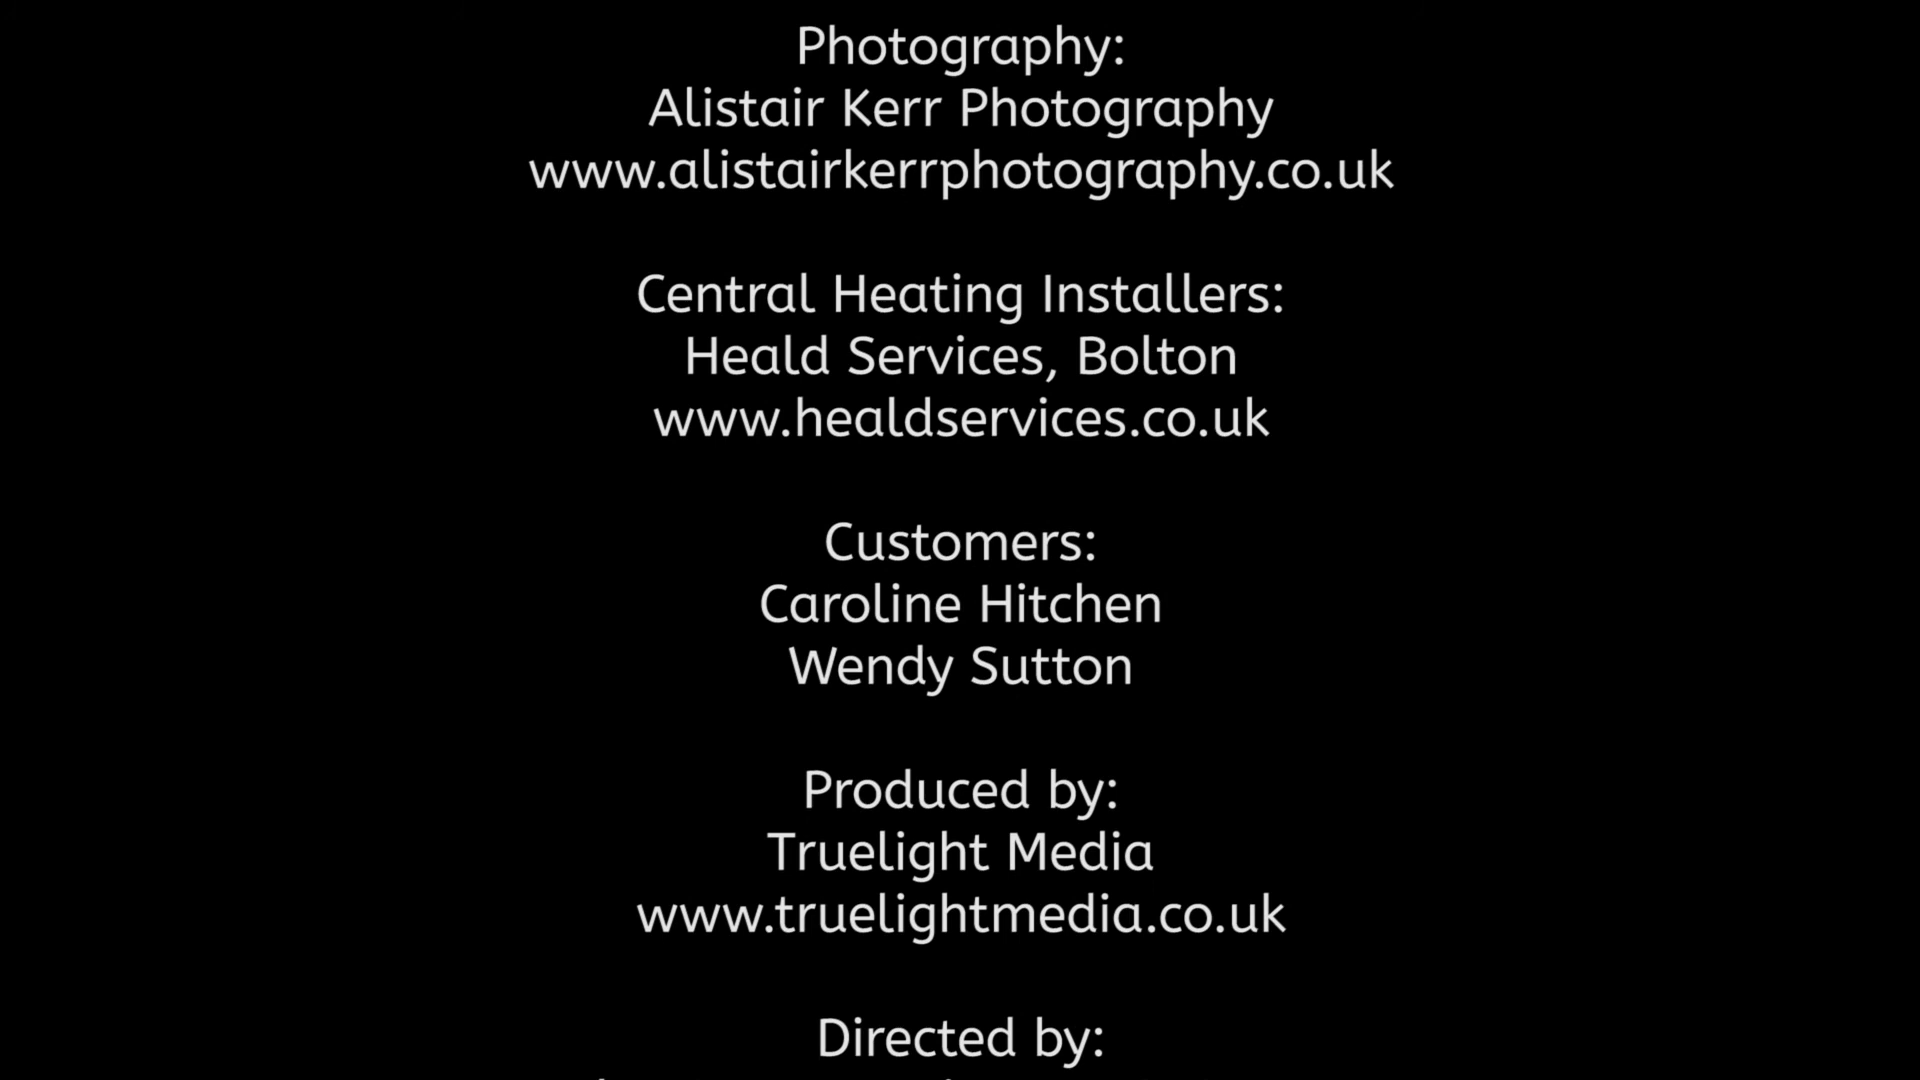 Photography:
Alistair Kerr Photography
www.alistairkerrphotography.co.uk
Central Heating Installers:
Heald Services, Bolton
www.healdservices.co.uk
Customers:
Caroline Hitchen
Wendy Sutton
Produced by:
Truelight Media
www.truelightmedia.co.uk
Directed by: